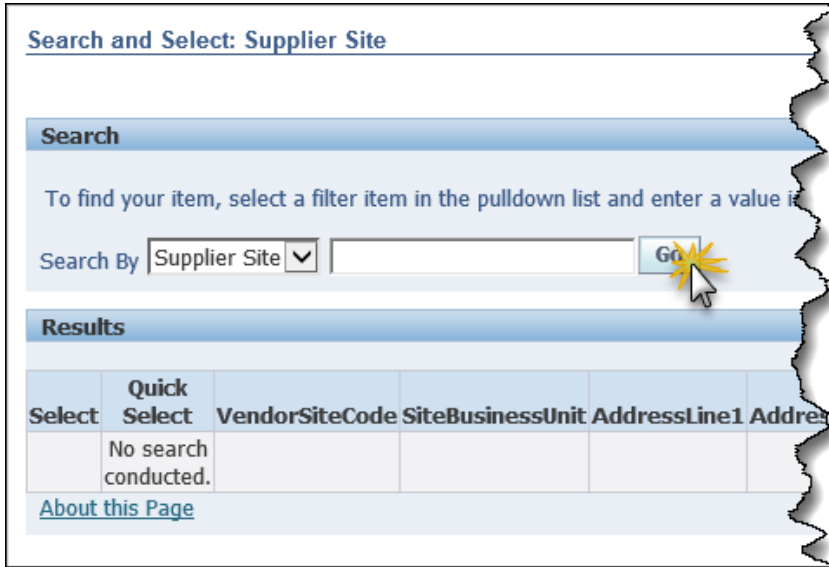 Search and Select: Supplier Site
Search
To find your item, select a filter item in the pulldown list and enter a value
Search By Supplier Site Go
Results
Select Quick Select VendorSiteCode SiteBusinessUnit AddressLine1
No search conducted.
About this Page